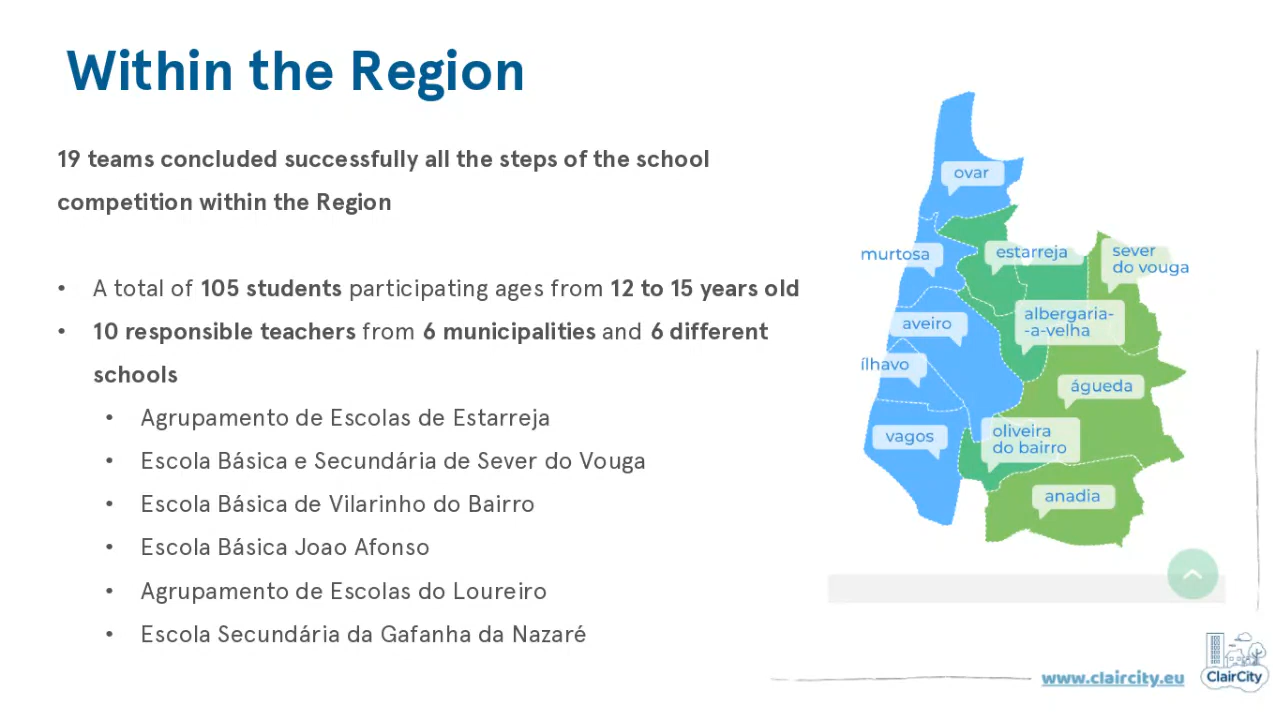 Within the Region
19 teams concluded successfully all the steps of the school
competition within the Region
• A total of 105 students participating ages from 12 to 15 years old
• 10 responsible teachers from 6 municipalities and 6 different
schools
• Agrupamento de Escolas de Estarreja
• Escola Básica e Secundária de Sever do Vouga
• Escola Básica de Vilarinho do Bairro
• Escola Básica Joao Afonso
• Agrupamento de Escolas do Loureiro
• Escola Secundária da Gafanha da Nazaré
ovar
murtosa
estarreja
sever
do vouga
aveiro
albergaria-
-a-velha
ílhavo
águeda
vagos
oliveira
do bairro
anadia
www.claircity.eu
ClairCity